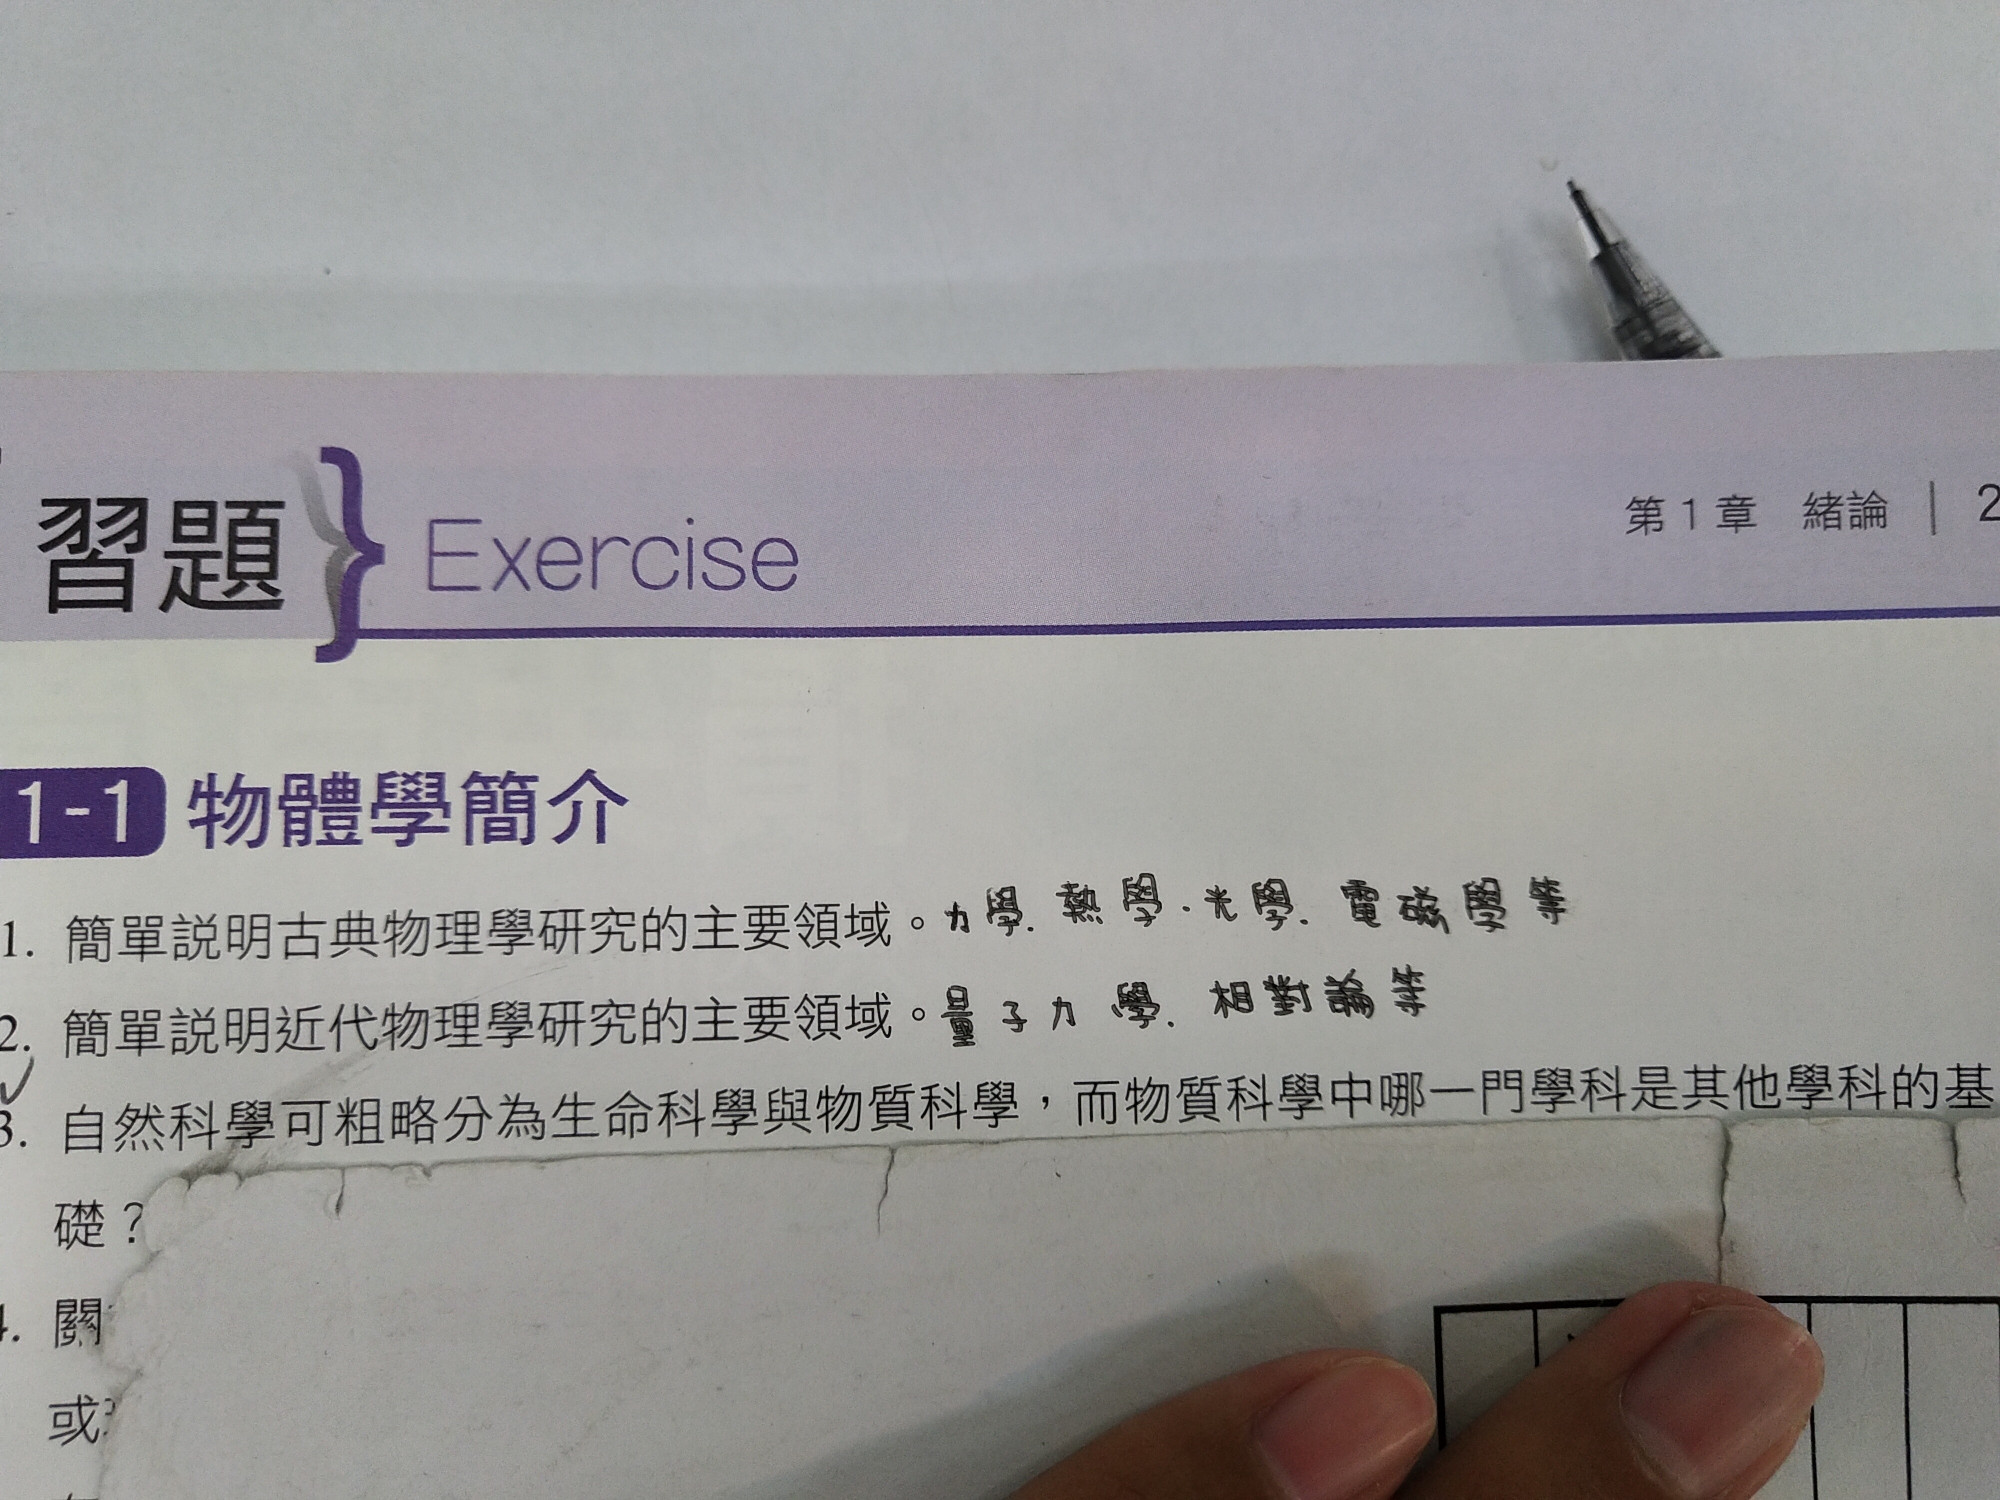 習題 Exercise
第1章 緒論 | 2
1-1 物體學簡介
1. 簡單説明古典物理學研究的主要領域。力學.熱學.光學.電磁學等
2. 簡單説明近代物理學研究的主要領域。量子力學.相對論等
3. 自然科學可粗略分為生命科學與物質科學，而物質科學中哪一門學科是其他學科的基
礎？
4. 關
或